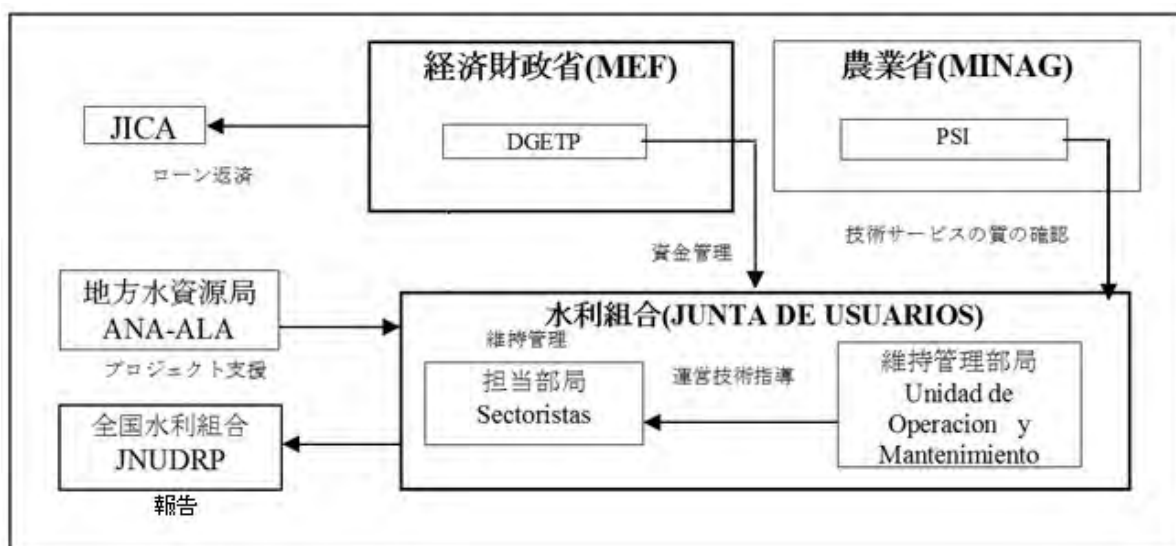 経済財政省(MEF)
農業省(MINAG)
JICA
DGETP
PSI
ローン返済
資金管理
技術サービスの質の確認
地方水資源局
ANA-ALA
プロジェクト支援
水利組合(JUNTA DE USUARIOS)
維持管理
担当部局
Sectoristas
運営技術指導
維持管理部局
Unidad de
Operacion y
Mantenimiento
全国水利組合
JNUDRP
報告